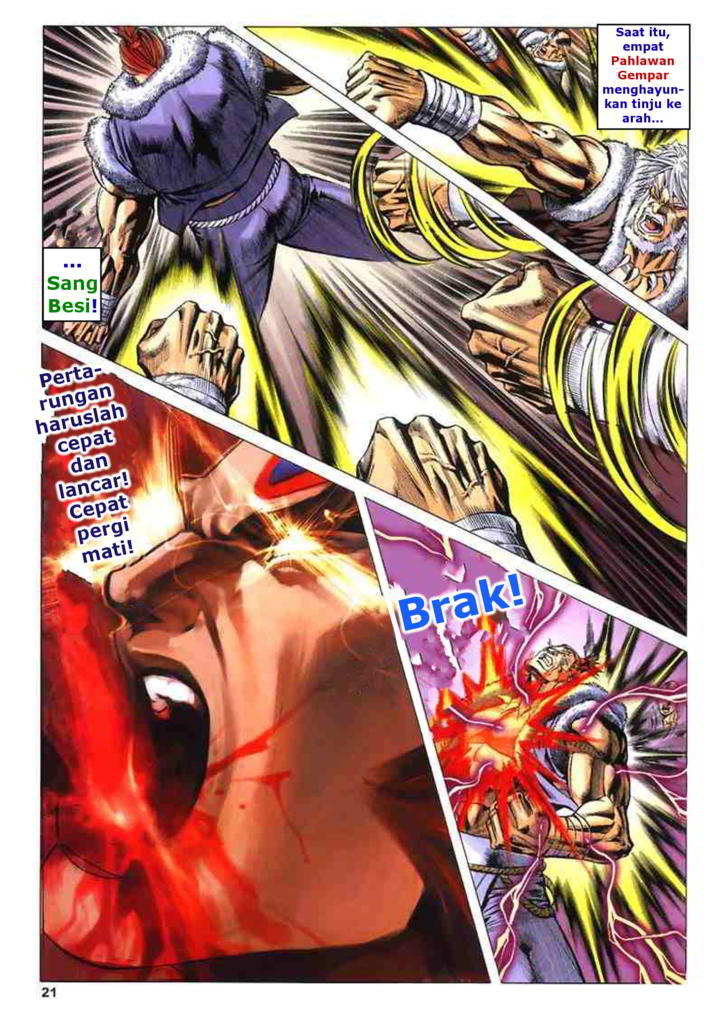 Saat itu,
empat
Pahlawan
Gempar
menghayun-
kan tinju ke
arah...
...
Sang
Besi!
Perta-
rungan
haruslah
cepat
dan
lancar!
Cepat
pergi
mati!
Brak!
21